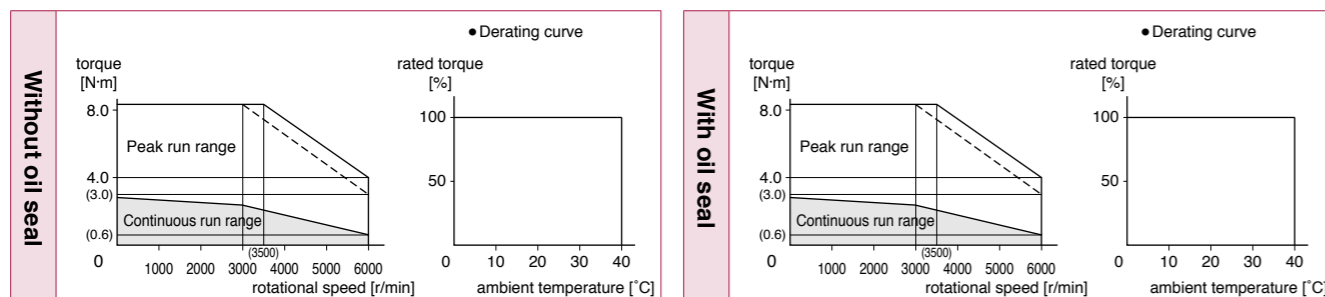 Without oil seal
● Derating curve
torque
[N·m]
rated torque
[%]
8.0
100
Peak run range
4.0
50
(3.0)
Continuous run range
(0.6)
(3500)
0
1000 2000 3000 4000 5000 6000
0
10 20 30 40
rotational speed [r/min]
ambient temperature [˚C]
With oil seal
● Derating curve
torque
[N·m]
rated torque
[%]
8.0
100
Peak run range
4.0
50
(3.0)
Continuous run range
(0.6)
(3500)
0
1000 2000 3000 4000 5000 6000
0
10 20 30 40
rotational speed [r/min]
ambient temperature [˚C]